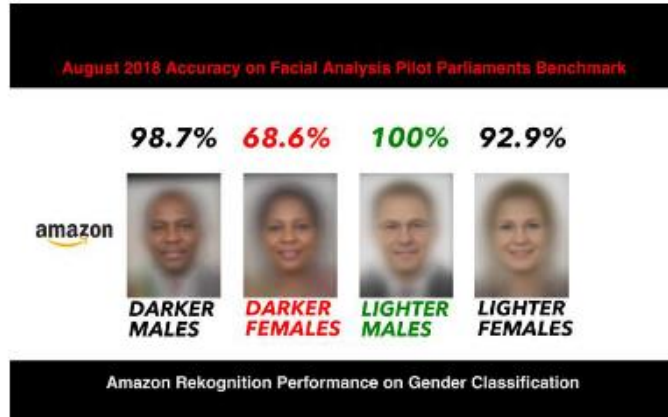 August 2018 Accuracy on Facial Analysis Pilot Parliaments Benchmark
98.7% 68.6% 100% 92.9%
amazon
DARKER MALES
DARKER FEMALES
LIGHTER MALES
LIGHTER FEMALES
Amazon Rekognition Performance on Gender Classification